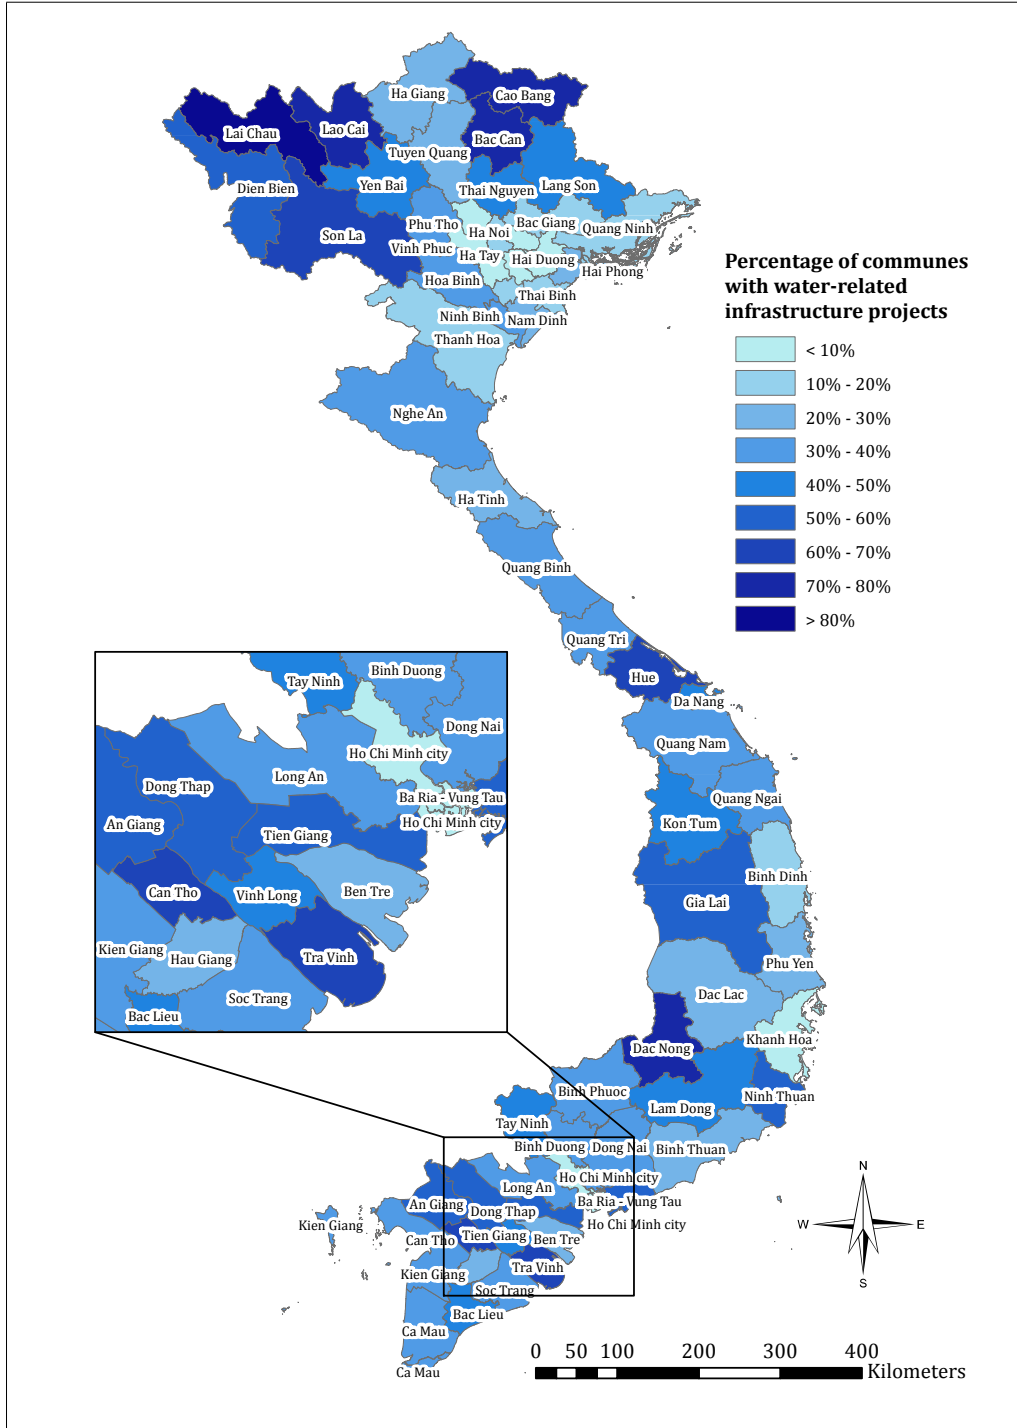 Ha Giang
Cao Bang
Lai Chau
Lao Cai
Bac Can
Tuyen Quang
Dien Bien
Yen Bai
Thai Nguyen
Lang Son
Phu Tho
Ha Noi
Bac Giang
Quang Ninh
Son La
Vinh Phuc
Ha Tay
Hai Duong
Hai Phong
Hoa Binh
Thai Binh
Ninh Binh
Nam Dinh
Thanh Hoa
Nghe An
Ha Tinh
Quang Binh
Quang Tri
Hue
Da Nang
Quang Nam
Quang Ngai
Kon Tum
Binh Dinh
Gia Lai
Phu Yen
Dac Lac
Khanh Hoa
Dac Nong
Binh Phuoc
Ninh Thuan
Lam Dong
Tay Ninh
Binh Duong
Dong Nai
Binh Thuan
Ho Chi Minh city
Long An
Ba Ria - Vung Tau
An Giang
Dong Thap
Ho Chi Minh city
Kien Giang
Can Tho
Tien Giang
Ben Tre
Kien Giang
Tra Vinh
Soc Trang
Bac Lieu
Ca Mau
Ca Mau
Percentage of communes
with water-related
infrastructure projects
< 10%
10% - 20%
20% - 30%
30% - 40%
40% - 50%
50% - 60%
60% - 70%
70% - 80%
> 80%
Tay Ninh
Binh Duong
Dong Nai
Ho Chi Minh city
Long An
Dong Thap
Ba Ria - Vung Tau
An Giang
Ho Chi Minh city
Tien Giang
Can Tho
Vinh Long
Ben Tre
Kien Giang
Hau Giang
Tra Vinh
Soc Trang
Bac Lieu
N
W
E
S
0 50 100 200 300 400
Kilometers